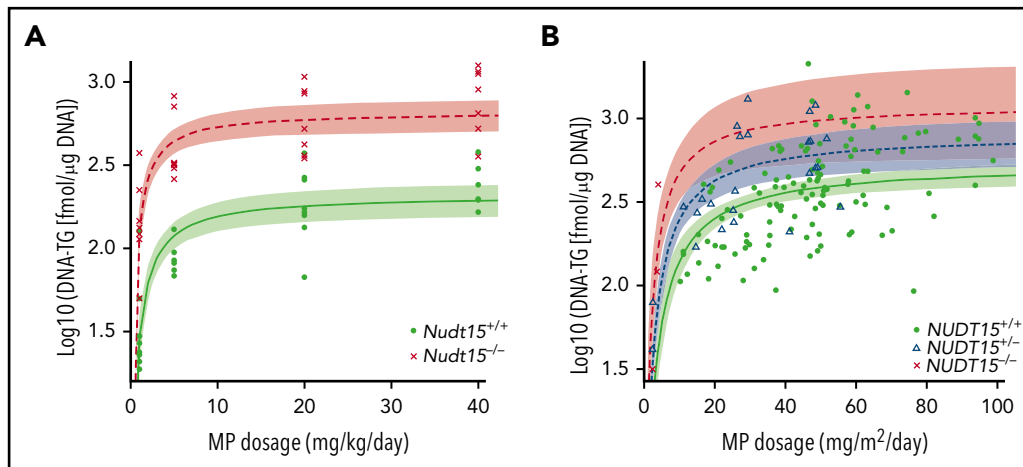 A
Log10 (DNA-TG [fmol/μg DNA])
3.0
2.5
2.0
1.5
0
10
20
30
40
MP dosage (mg/kg/day)
Nudt15+/+
Nudt15–/–
B
Log10 (DNA-TG [fmol/μg DNA])
3.0
2.5
2.0
1.5
0
20
40
60
80
100
MP dosage (mg/m²/day)
NUDT15+/+
NUDT15+/–
NUDT15–/–